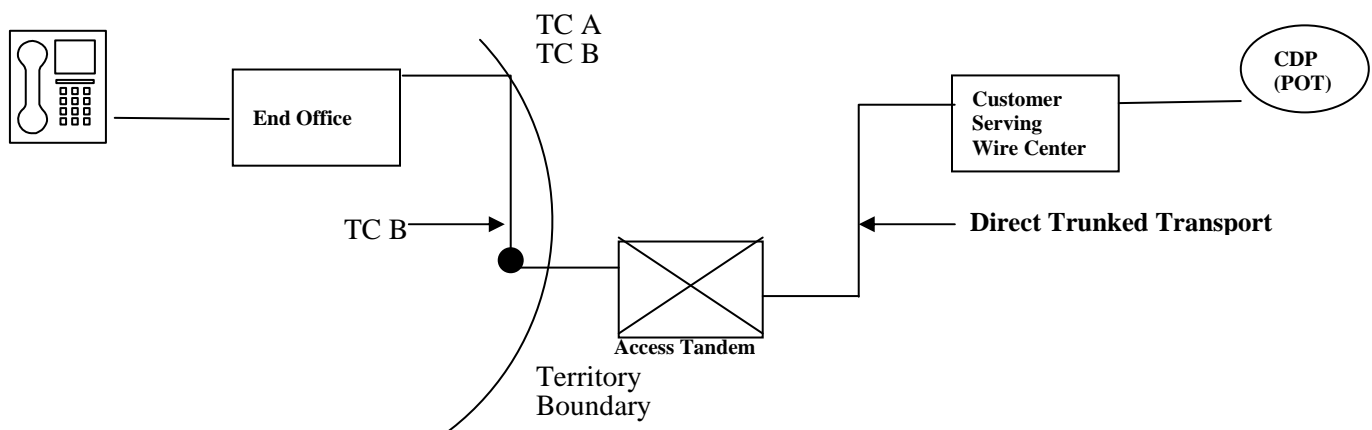 TC A
TC B
CDP
(POT)
End Office
Customer
Serving
Wire Center
TC B
Direct Trunked Transport
Access Tandem
Territory
Boundary